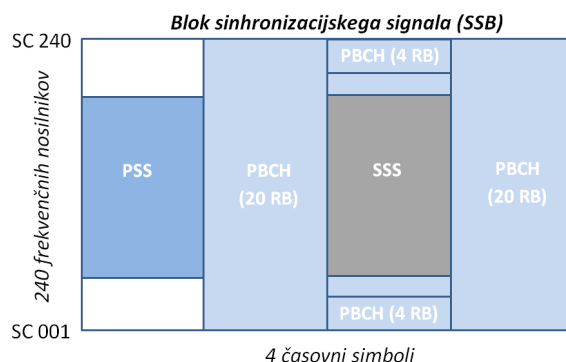 Blok sinhronizacijskega signala (SSB)
SC 240
240 frekvenčnih nosilnikov
SC 001
PSS
PBCH
(20 RB)
PBCH (4 RB)
SSS
PBCH (4 RB)
PBCH
(20 RB)
4 časovni simboli